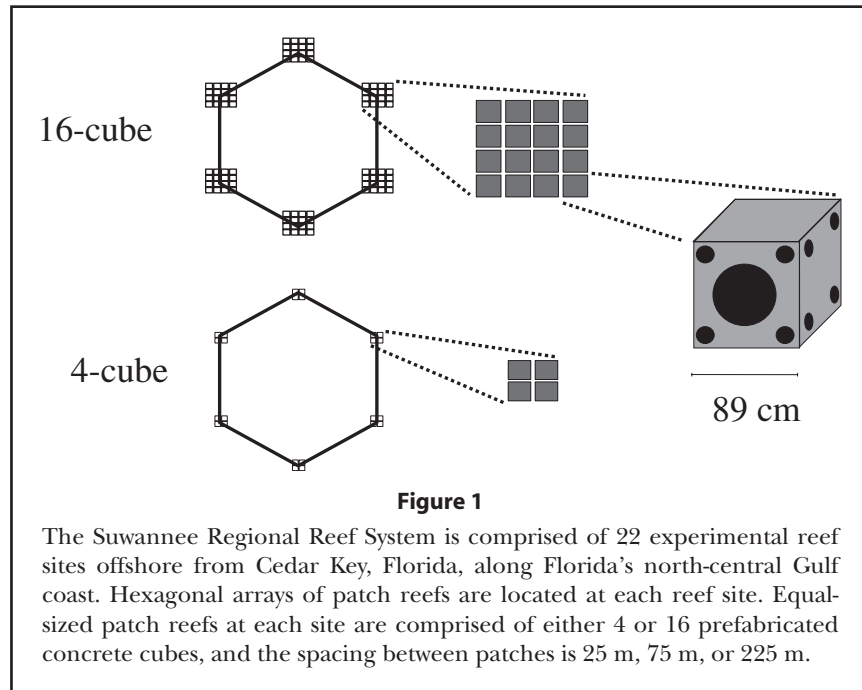 16-cube
4-cube
89 cm
Figure 1
The Suwannee Regional Reef System is comprised of 22 experimental reef
sites offshore from Cedar Key, Florida, along Florida’s north-central Gulf
coast. Hexagonal arrays of patch reefs are located at each reef site. Equal-
sized patch reefs at each site are comprised of either 4 or 16 prefabricated
concrete cubes, and the spacing between patches is 25 m, 75 m, or 225 m.